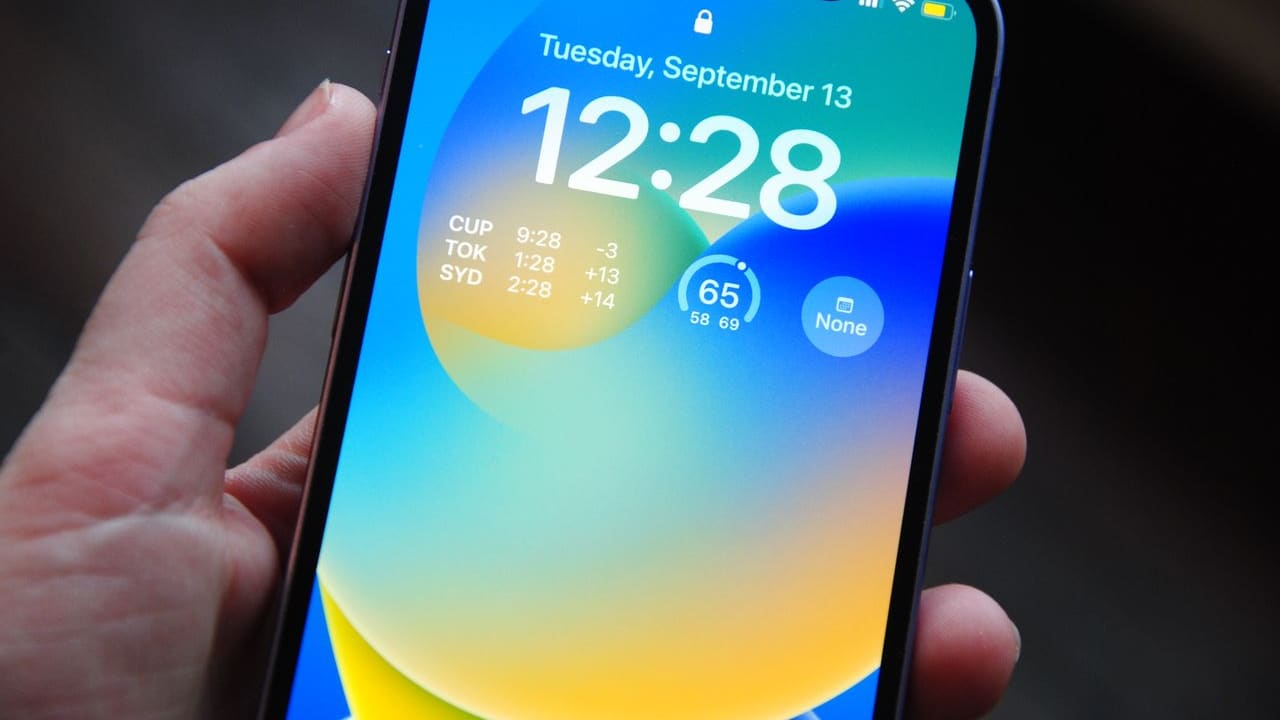 Tuesday, September 13
12:28
CUP 9:28 -3
TOK 1:28 +13
SYD 2:28 +14
65
58 69
None